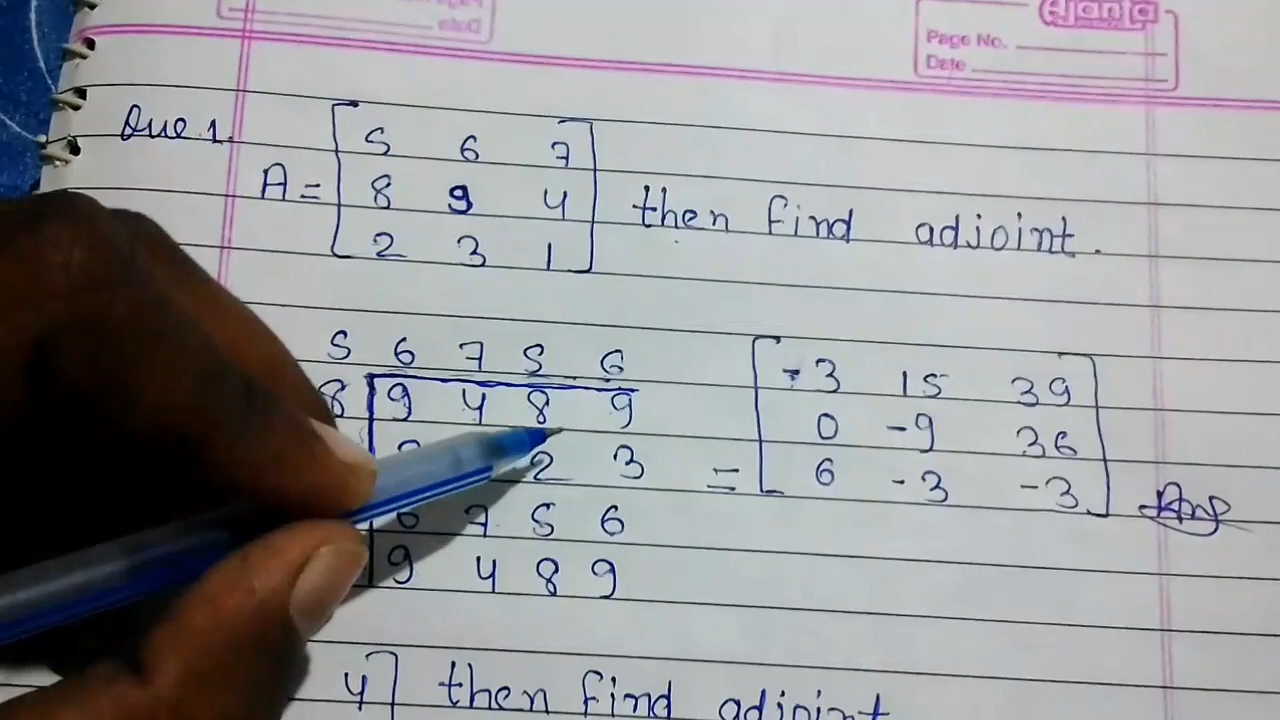 Ajanta
Page No.
Date
Date
Que 1.
5 6 7
A = 8 9 4 then find adjoint.
2 3 1
5 6 7 5 6
8 9 4 8 9
2 3
7 5 6
9 4 8 9
= -3 15 39
0 -9 36
6 -3 -3 Ans
4 then find adjoint